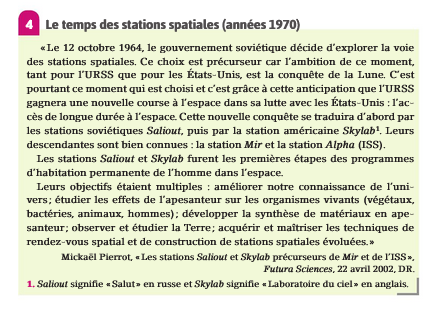 4 Le temps des stations spatiales (années 1970)
« Le 12 octobre 1964, le gouvernement soviétique décide d'explorer la voie
des stations spatiales. Ce choix est précurseur car l'ambition de ce moment,
tant pour l'URSS que pour les États-Unis, est la conquête de la Lune. C'est
pourtant ce moment qui est choisi et c'est grâce à cette anticipation que l'URSS
gagnera une nouvelle course à l'espace dans sa lutte avec les États-Unis : l'ac-
cès de longue durée à l'espace. Cette nouvelle conquête se traduira d'abord par
les stations soviétiques Saliout, puis par la station américaine Skylab¹. Leurs
descendantes sont bien connues : la station Mir et la station Alpha (ISS).
Les stations Saliout et Skylab furent les premières étapes des programmes
d'habitation permanente de l'homme dans l'espace.
Leurs objectifs étaient multiples : améliorer notre connaissance de l'uni-
vers ; étudier les effets de l'apesanteur sur les organismes vivants (végétaux,
bactéries, animaux, hommes) ; développer la synthèse de matériaux en ape-
santeur ; observer et étudier la Terre ; acquérir et maîtriser les techniques de
rendez-vous spatial et de construction de stations spatiales évoluées. »
Mickaël Pierrot, « Les stations Saliout et Skylab précurseurs de Mir et de l'ISS »,
Futura Sciences, 22 avril 2002, DR.
1. Saliout signifie « Salut » en russe et Skylab signifie « Laboratoire du ciel » en anglais.